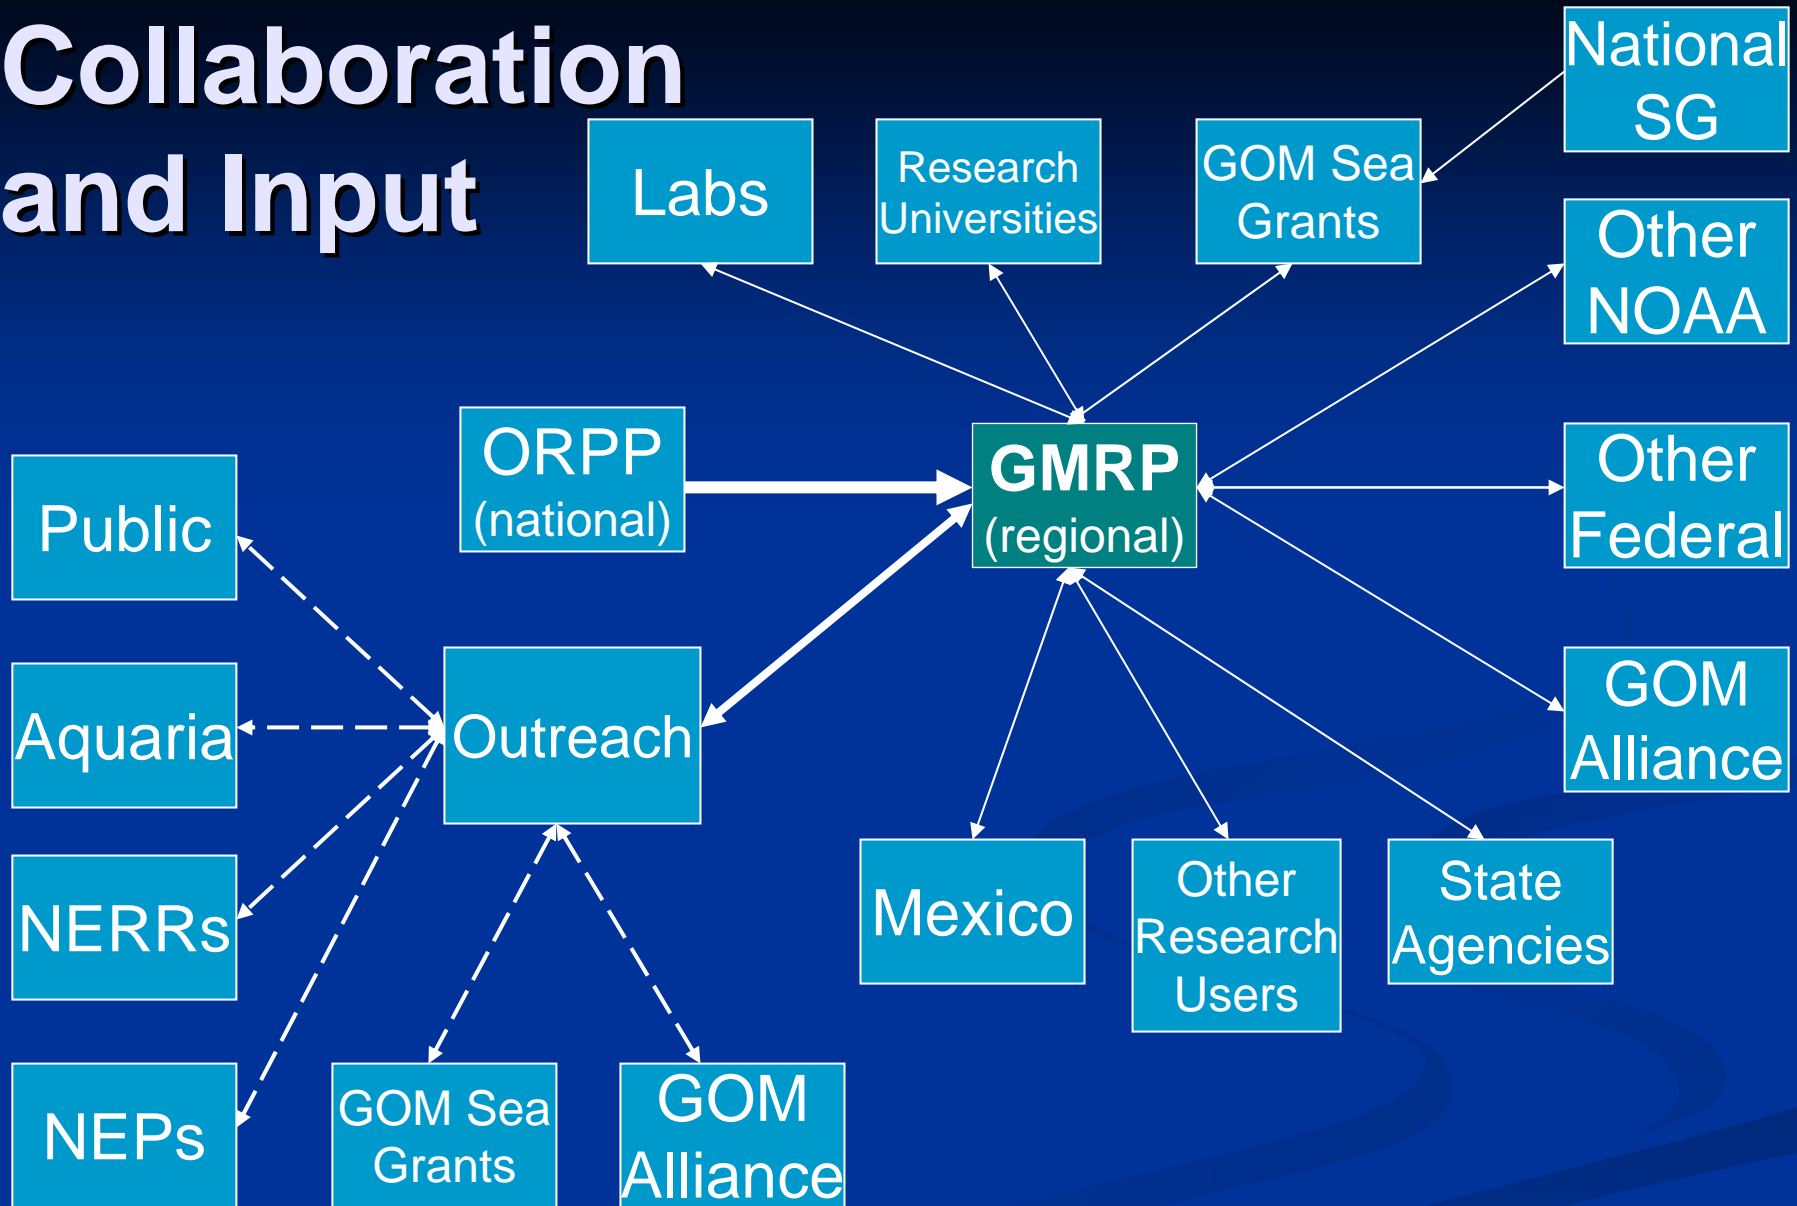 Collaboration
and Input
National
SG
Labs
Research
Universities
GOM Sea
Grants
Other
NOAA
ORPP
(national)
GMRP
(regional)
Other
Federal
Public
Aquaria
Outreach
GOM
Alliance
NERRs
Mexico
Other
Research
Users
State
Agencies
NEPs
GOM Sea
Grants
GOM
Alliance